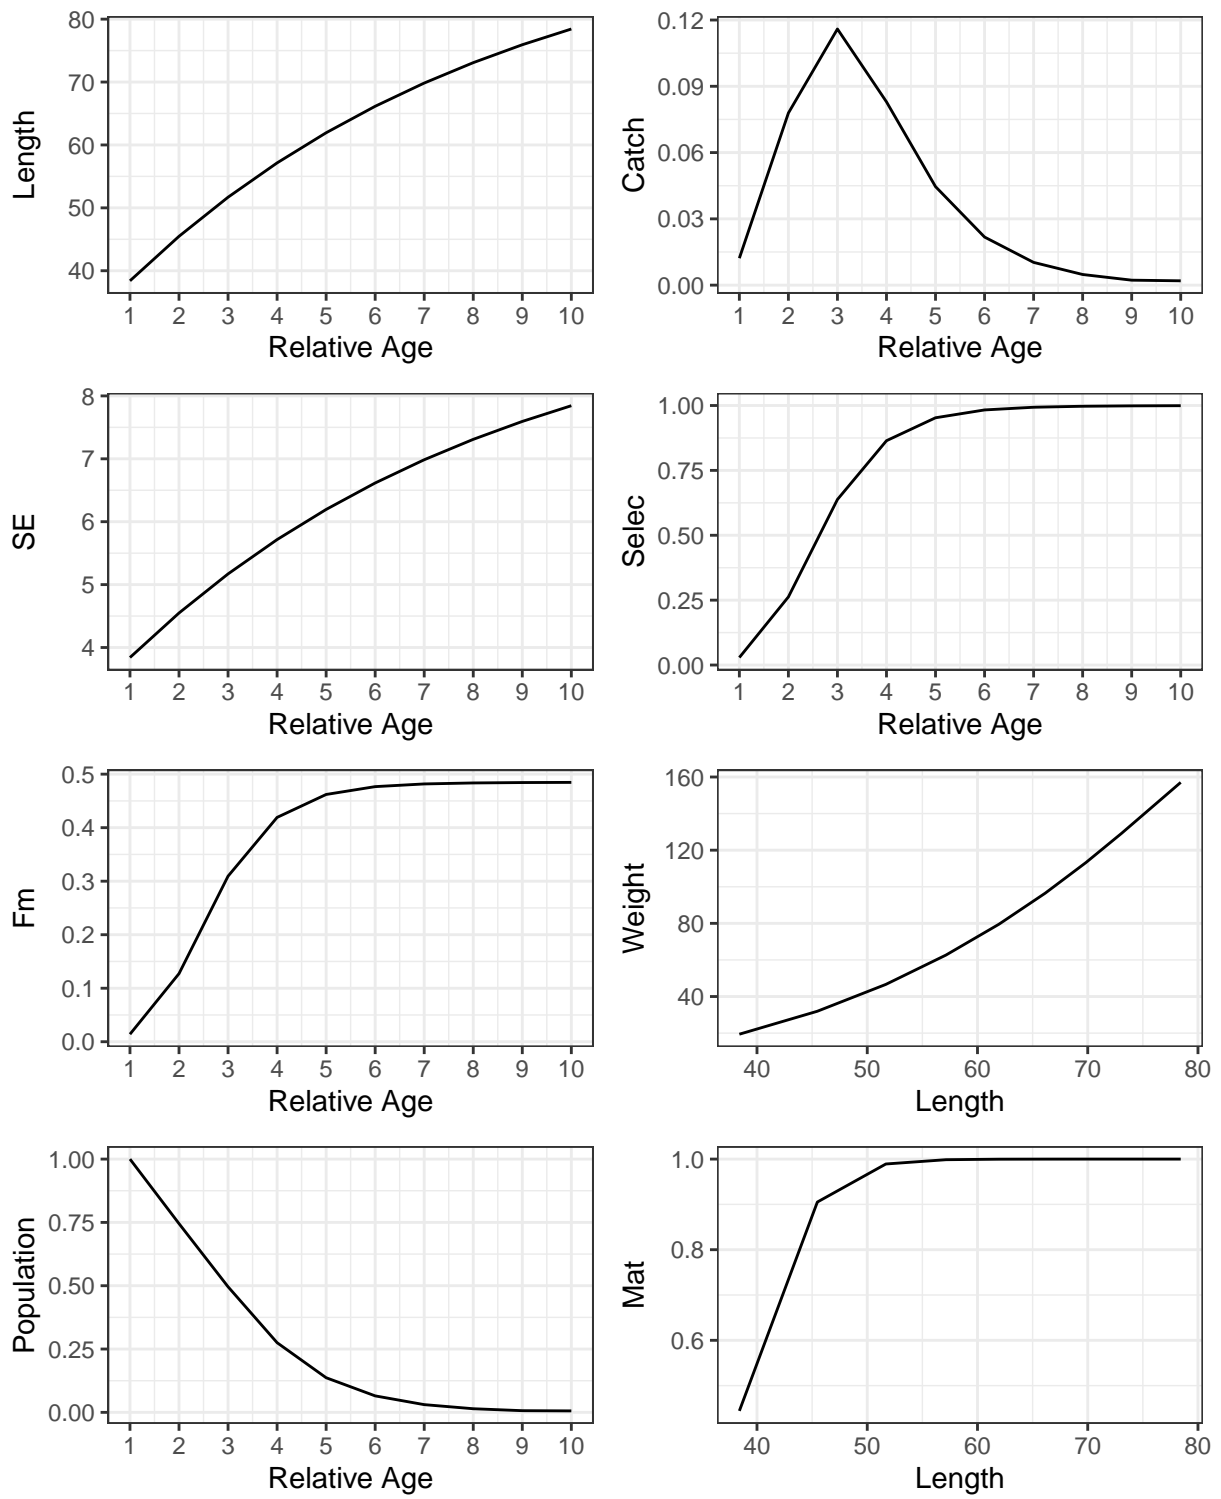 Length
80
70
60
50
40
1 2 3 4 5 6 7 8 9 10
Relative Age
Catch
0.12
0.09
0.06
0.03
0.00
1 2 3 4 5 6 7 8 9 10
Relative Age
SE
8
7
6
5
4
1 2 3 4 5 6 7 8 9 10
Relative Age
Selec
1.00
0.75
0.50
0.25
0.00
1 2 3 4 5 6 7 8 9 10
Relative Age
Fm
0.5
0.4
0.3
0.2
0.1
0.0
1 2 3 4 5 6 7 8 9 10
Relative Age
Weight
160
120
80
40
40 50 60 70 80
Length
Population
1.00
0.75
0.50
0.25
0.00
1 2 3 4 5 6 7 8 9 10
Relative Age
Mat
1.0
0.8
0.6
40 50 60 70 80
Length